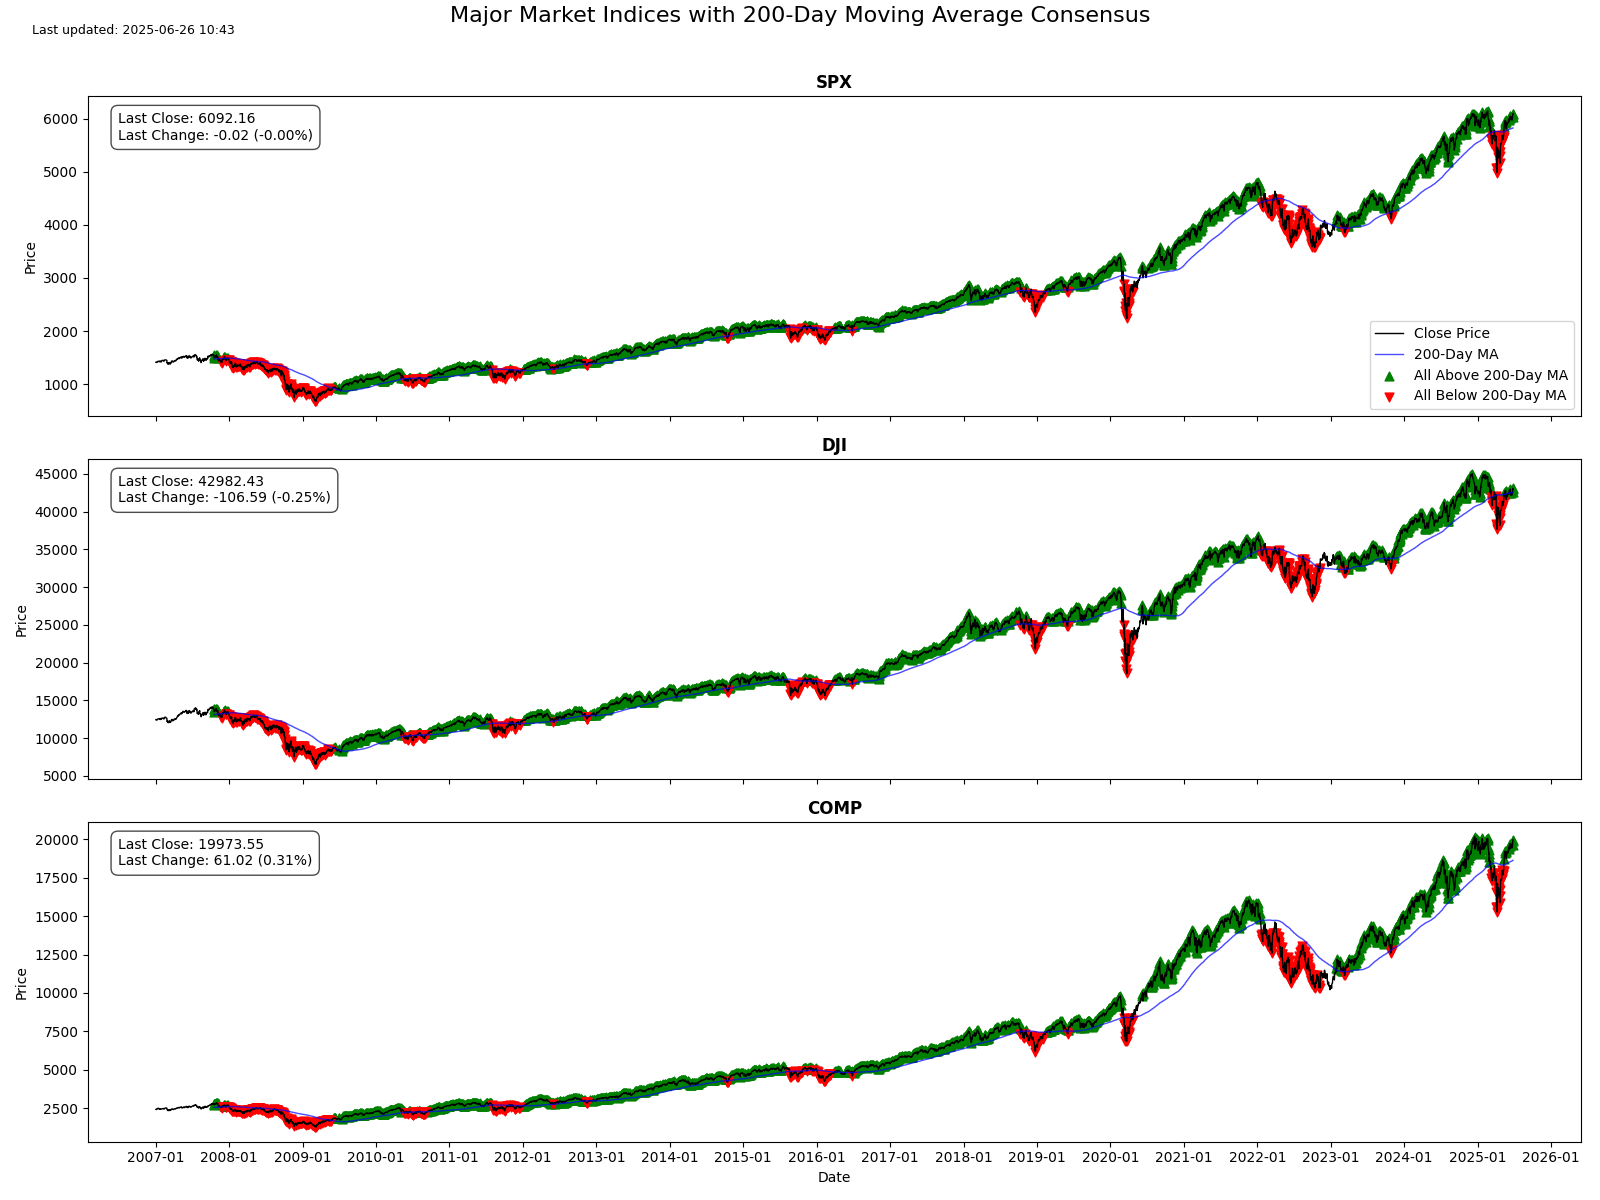 Major Market Indices with 200-Day Moving Average Consensus
Last updated: 2025-06-26 10:43
SPX
Last Close: 6092.16
Last Change: -0.02 (-0.00%)
6000
5000
4000
3000
2000
1000
Price
Close Price
200-Day MA
All Above 200-Day MA
All Below 200-Day MA
DJI
Last Close: 42982.43
Last Change: -106.59 (-0.25%)
45000
40000
35000
30000
25000
20000
15000
10000
5000
Price
COMP
Last Close: 19973.55
Last Change: 61.02 (0.31%)
20000
17500
15000
12500
10000
7500
5000
2500
Price
2007-01 2008-01 2009-01 2010-01 2011-01 2012-01 2013-01 2014-01 2015-01 2016-01 2017-01 2018-01 2019-01 2020-01 2021-01 2022-01 2023-01 2024-01 2025-01 2026-01
Date